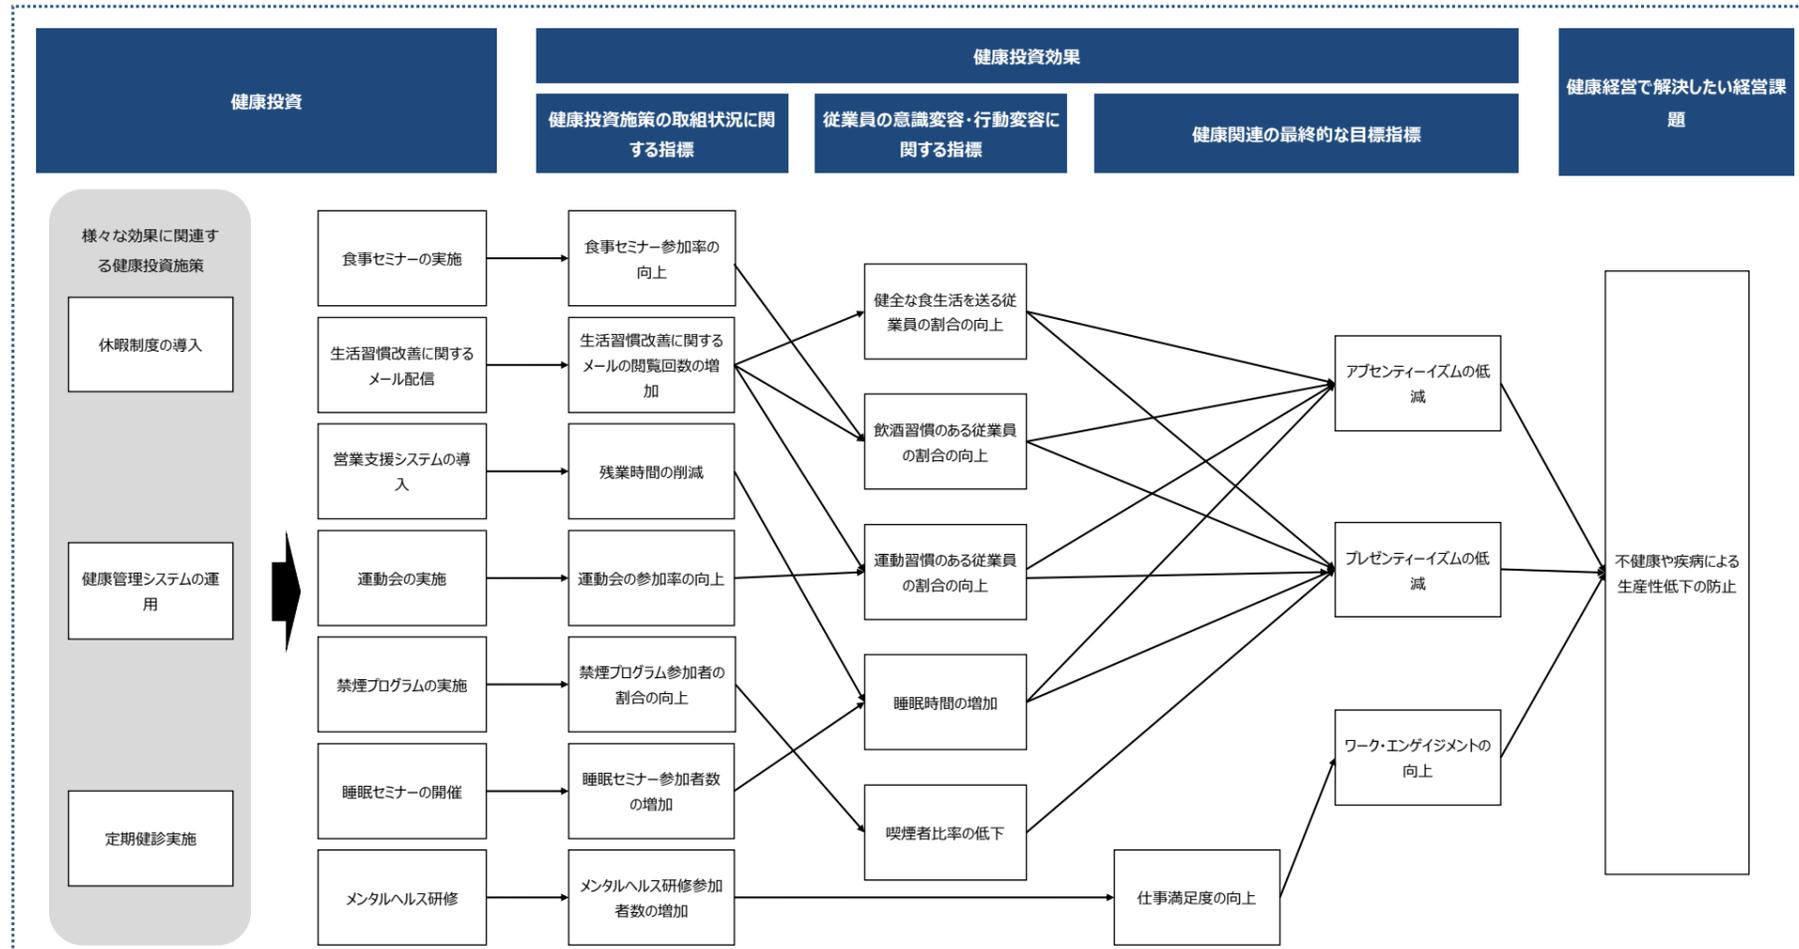 健康投資
健康投資効果
健康投資施策の取組状況に関
する指標
従業員の意識変容・行動変容に
関する指標
健康関連の最終的な目標指標
健康経営で解決したい経営課
題
様々な効果に関連す
る健康投資施策
休暇制度の導入
健康管理システムの運
用
定期健診実施
食事セミナーの実施
生活習慣改善に関する
メール配信
営業支援システムの導
入
運動会の実施
禁煙プログラムの実施
睡眠セミナーの開催
メンタルヘルス研修
食事セミナー参加率の
向上
生活習慣改善に関する
メールの閲覧回数の増
加
残業時間の削減
運動会の参加率の向上
禁煙プログラム参加者の
割合の向上
睡眠セミナー参加者数
の増加
メンタルヘルス研修参加
者数の増加
健全な食生活を送る従
業員の割合の向上
飲酒習慣のある従業員
の割合の向上
運動習慣のある従業員
の割合の向上
睡眠時間の増加
喫煙者比率の低下
仕事満足度の向上
アブセンティーイズムの低
減
プレゼンティーイズムの低
減
ワーク・エンゲイジメントの
向上
不健康や疾病による
生産性低下の防止